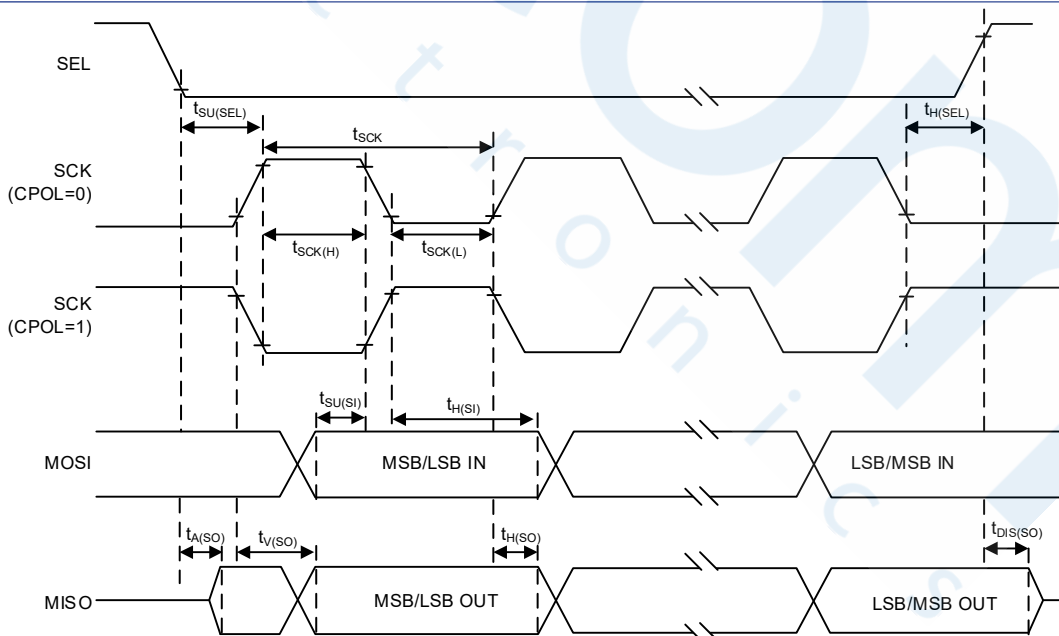 SEL
tSU(SEL)
tH(SEL)
tSCK
SCK
(CPOL=0)
tSCK(H)
tSCK(L)
SCK
(CPOL=1)
tSU(SI)
tH(SI)
MOSI
MSB/LSB IN
LSB/MSB IN
tA(SO)
tV(SO)
tH(SO)
tDIS(SO)
MISO
MSB/LSB OUT
LSB/MSB OUT
on
t r o n i c s